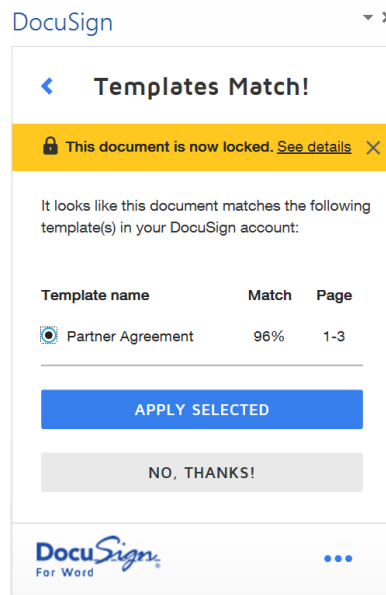 DocuSign
Templates Match!
This document is now locked. See details
It looks like this document matches the following
template(s) in your DocuSign account:
Template name Match Page
Partner Agreement 96% 1-3
APPLY SELECTED
NO, THANKS!
DocuSign
For Word